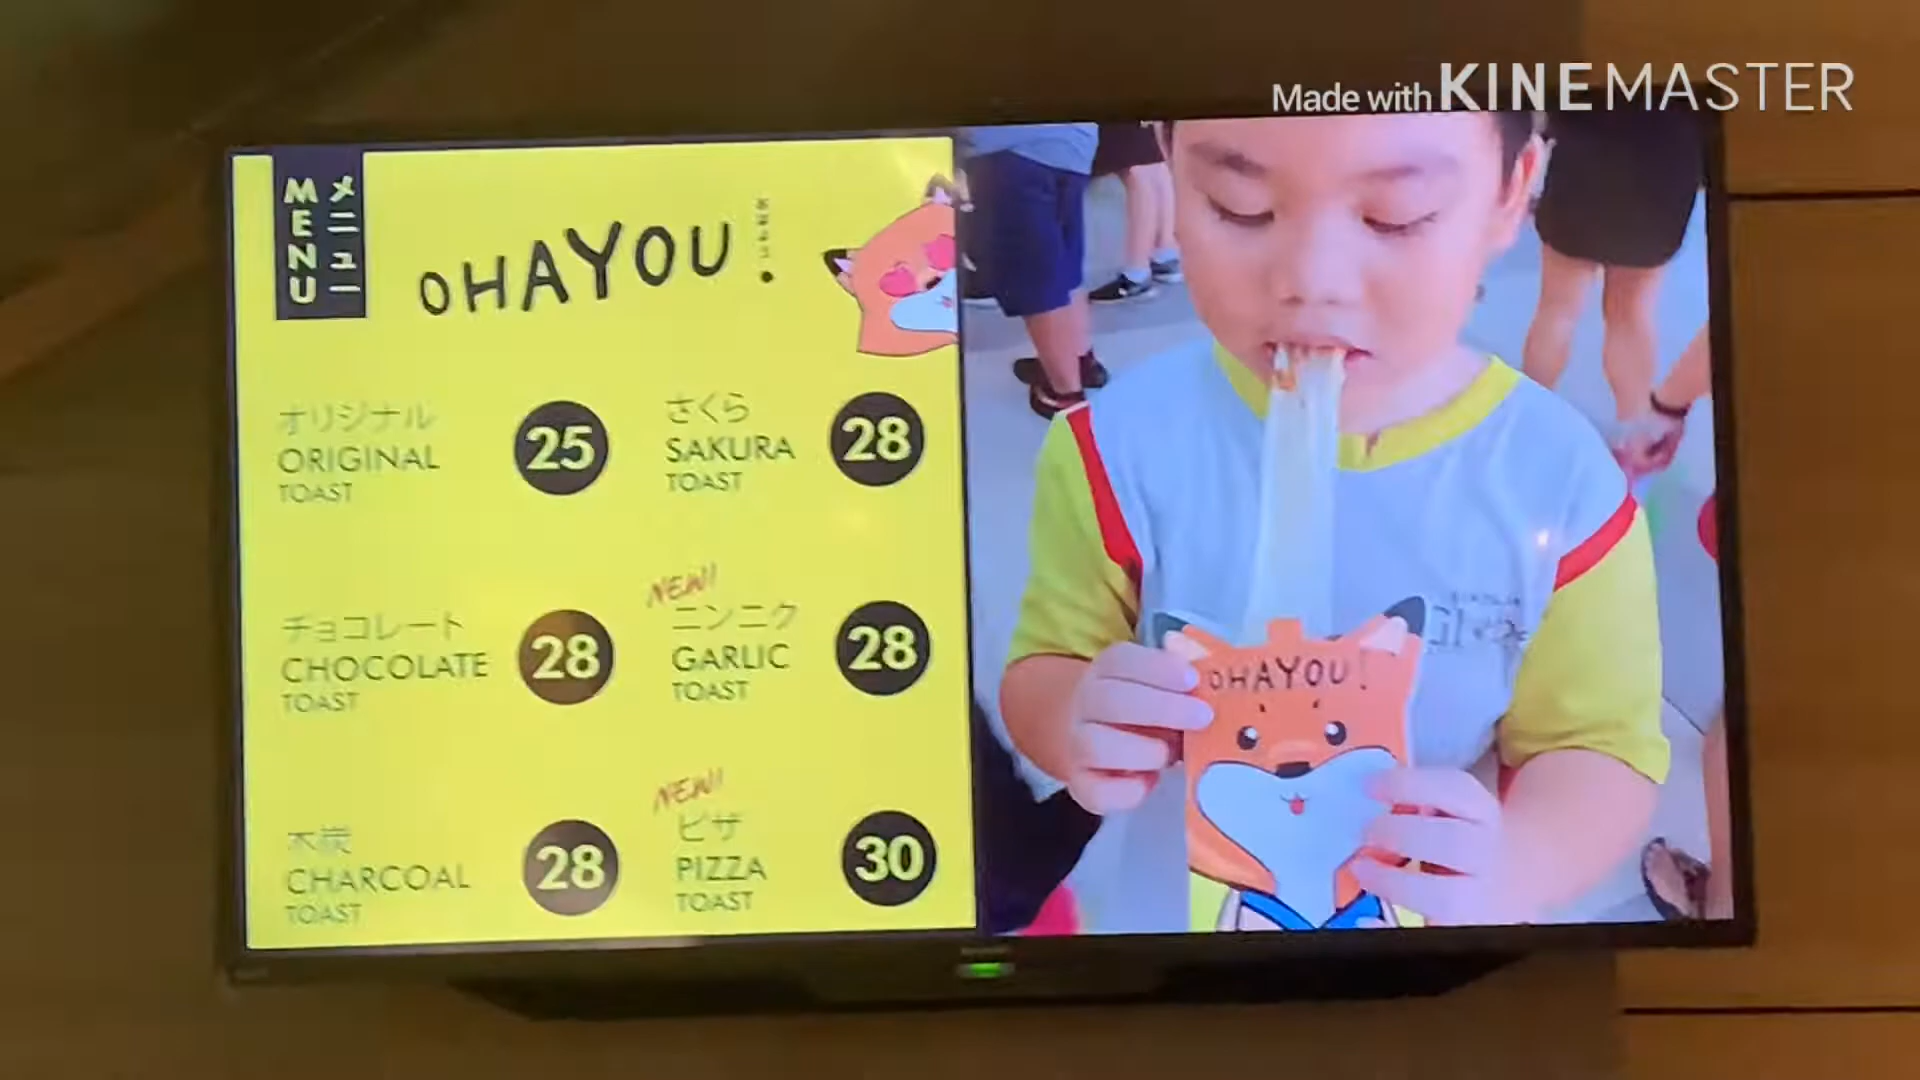 Made with KINEMASTER
MENU
メニュー
OHAYOU!
オリジナル
ORIGINAL
TOAST
25
さくら
SAKURA
TOAST
28
チョコレート
CHOCOLATE
TOAST
28
NEW!
ニンニク
GARLIC
TOAST
28
木炭
CHARCOAL
TOAST
28
NEW!
ピザ
PIZZA
TOAST
30
OHAYOU!